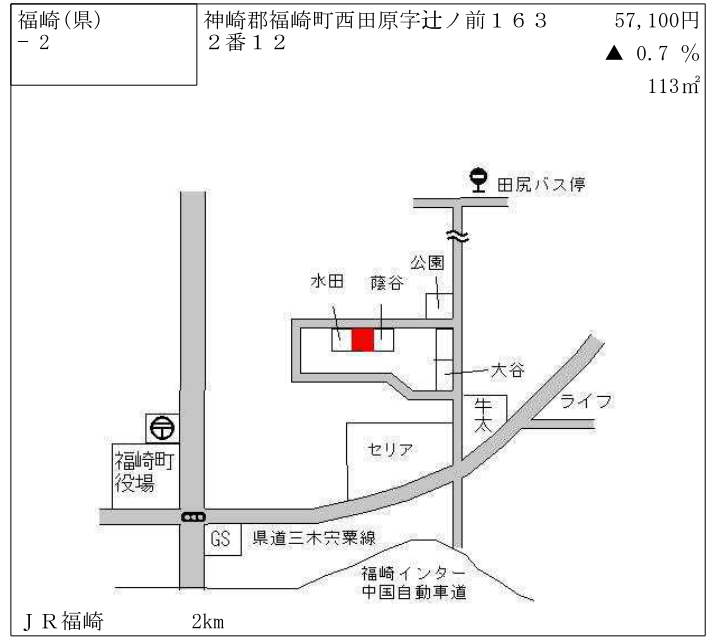 福崎(県)
－２
神崎郡福崎町西田原字辻ノ前１６３
２番１２
57,100円
▲ 0.7 %
113㎡
田尻バス停
公園
水田
蔭谷
大谷
牛太
ライフ
セリア
福崎町
役場
GS
県道三木宍粟線
福崎インター
中国自動車道
ＪＲ福崎 2km